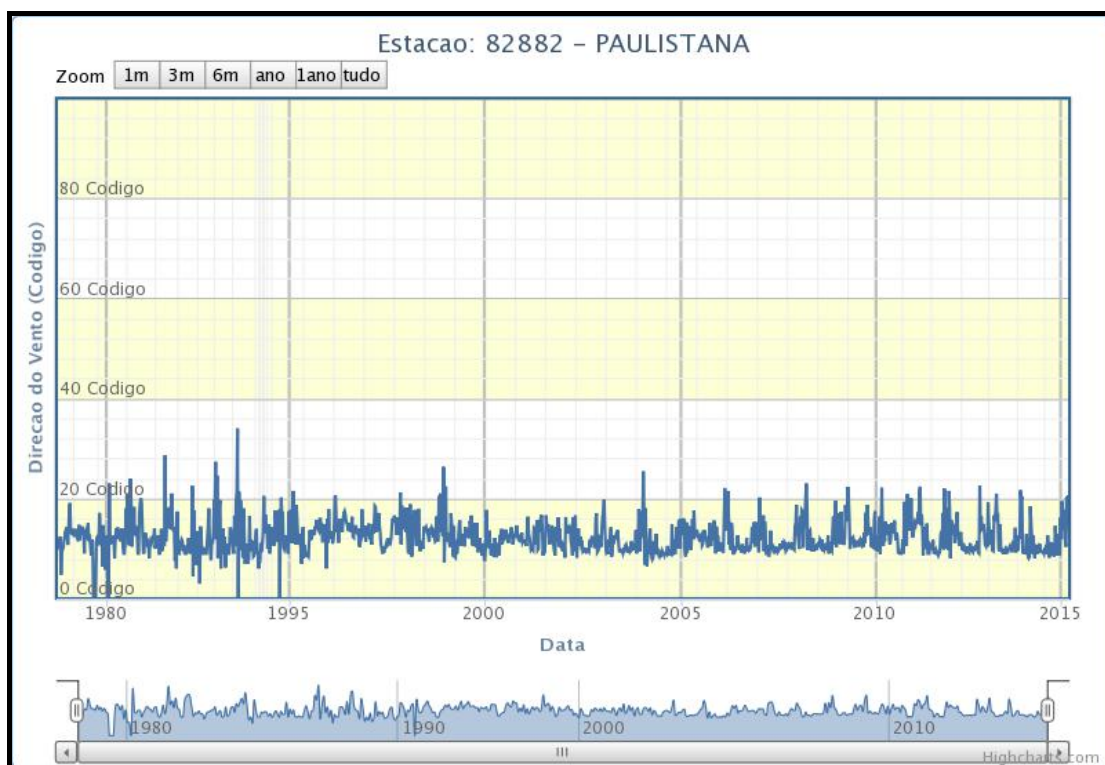 Estacao: 82882 – PAULISTANA
Zoom 1m 3m 6m ano 1ano tudo
Direcao do Vento (Codigo)
80 Codigo
60 Codigo
40 Codigo
20 Codigo
0 Codigo
1980 1995 2000 2005 2010 2015
Data
1980 1990 2000 2010
Highcharts.com